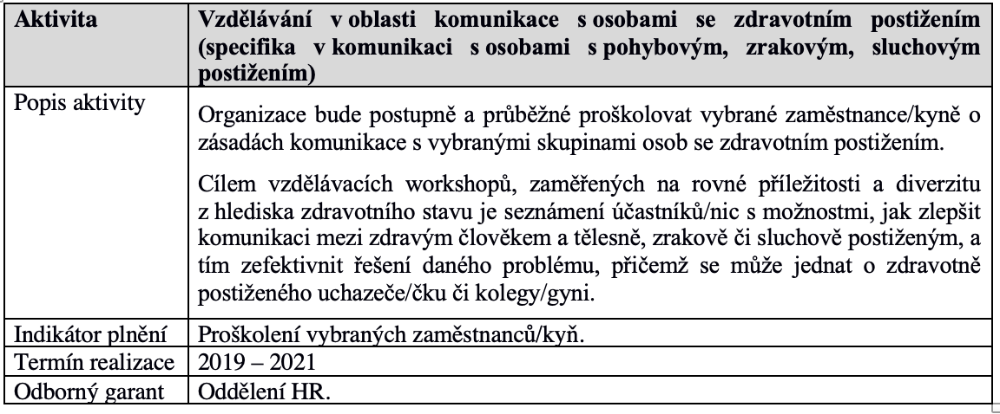 Aktivita
Vzdělávání v oblasti komunikace s osobami se zdravotním postižením
(specifika v komunikaci s osobami s pohybovým, zrakovým, sluchovým
postižením)
Popis aktivity
Organizace bude postupně a průběžné proškolovat vybrané zaměstnance/kyně o
zásadách komunikace s vybranými skupinami osob se zdravotním postižením.
Cílem vzdělávacích workshopů, zaměřených na rovné příležitosti a diverzitu
z hlediska zdravotního stavu je seznámení účastníků/nic s možnostmi, jak zlepšit
komunikaci mezi zdravým člověkem a tělesně, zrakově či sluchově postiženým, a
tím zefektivnit řešení daného problému, přičemž se může jednat o zdravotně
postiženého uchazeče/čku či kolegy/gyni.
Indikátor plnění
Proškolení vybraných zaměstnanců/kyň.
Termín realizace
2019 – 2021
Odborný garant
Oddělení HR.